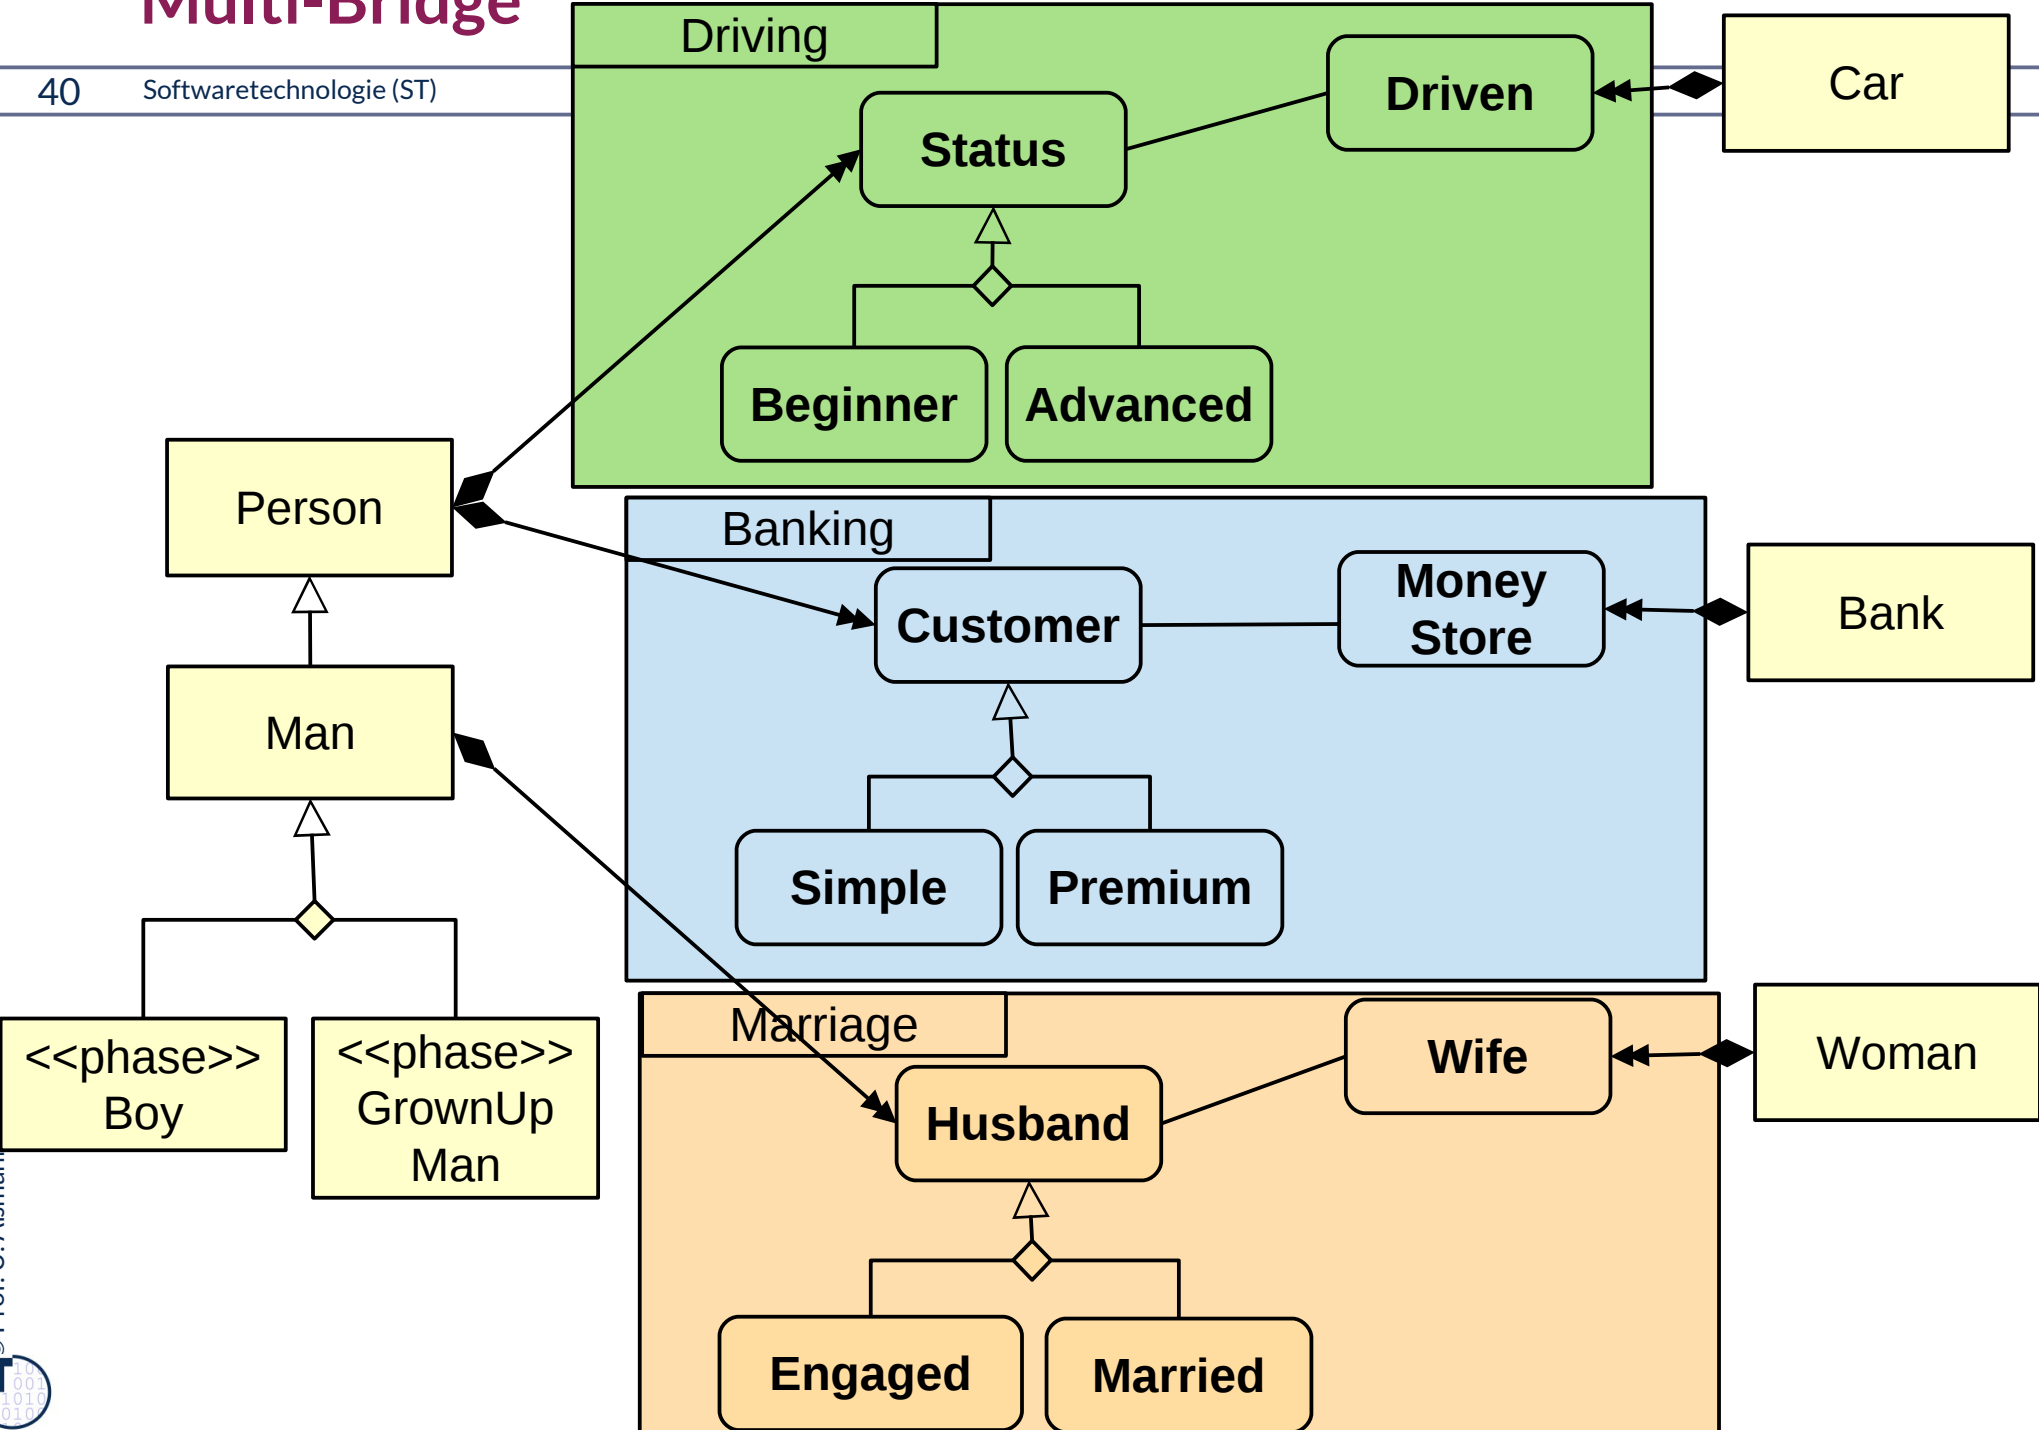 Multi-Bridge
40 Softwaretechnologie (ST)
Driving
Driven
Car
Status
Beginner
Advanced
Person
Banking
Customer
Money
Store
Bank
Man
Simple
Premium
<<phase>>
Boy
<<phase>>
GrownUp
Man
Marriage
Wife
Woman
Husband
Engaged
Married